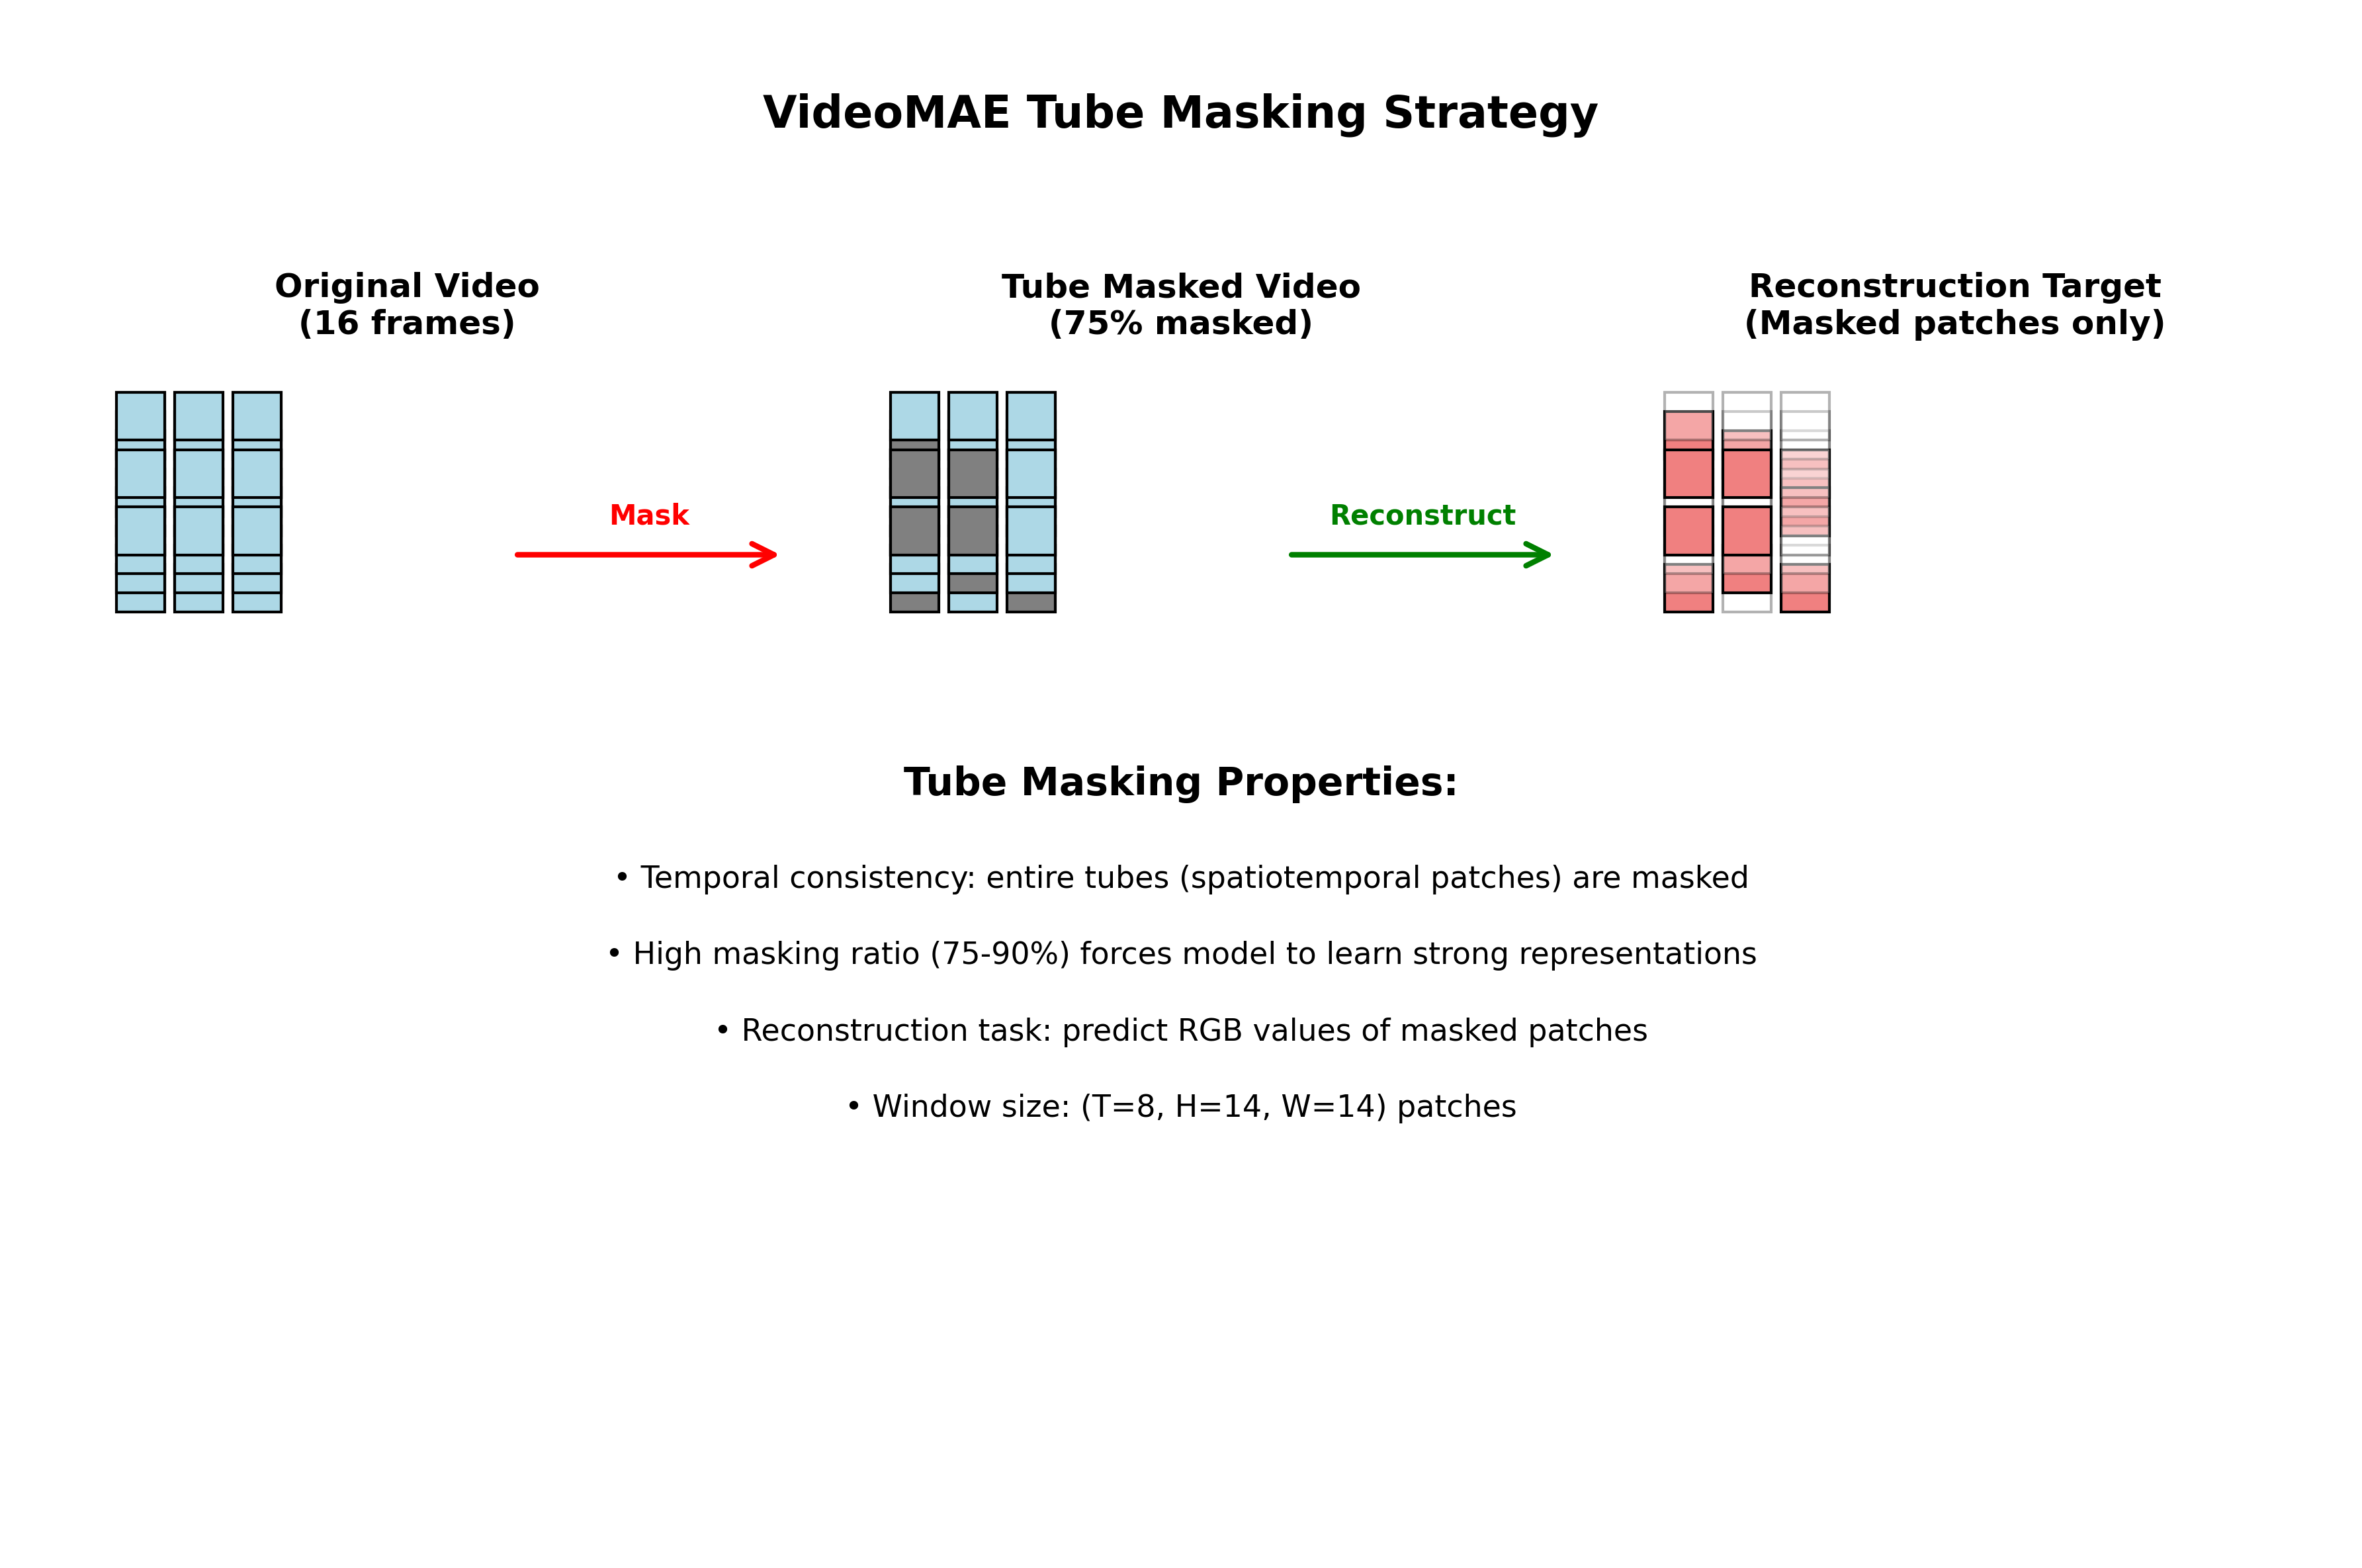 VideoMAE Tube Masking Strategy
Original Video
(16 frames)
Tube Masked Video
(75% masked)
Reconstruction Target
(Masked patches only)
Mask
Reconstruct
Tube Masking Properties:
• Temporal consistency: entire tubes (spatiotemporal patches) are masked
• High masking ratio (75-90%) forces model to learn strong representations
• Reconstruction task: predict RGB values of masked patches
• Window size: (T=8, H=14, W=14) patches